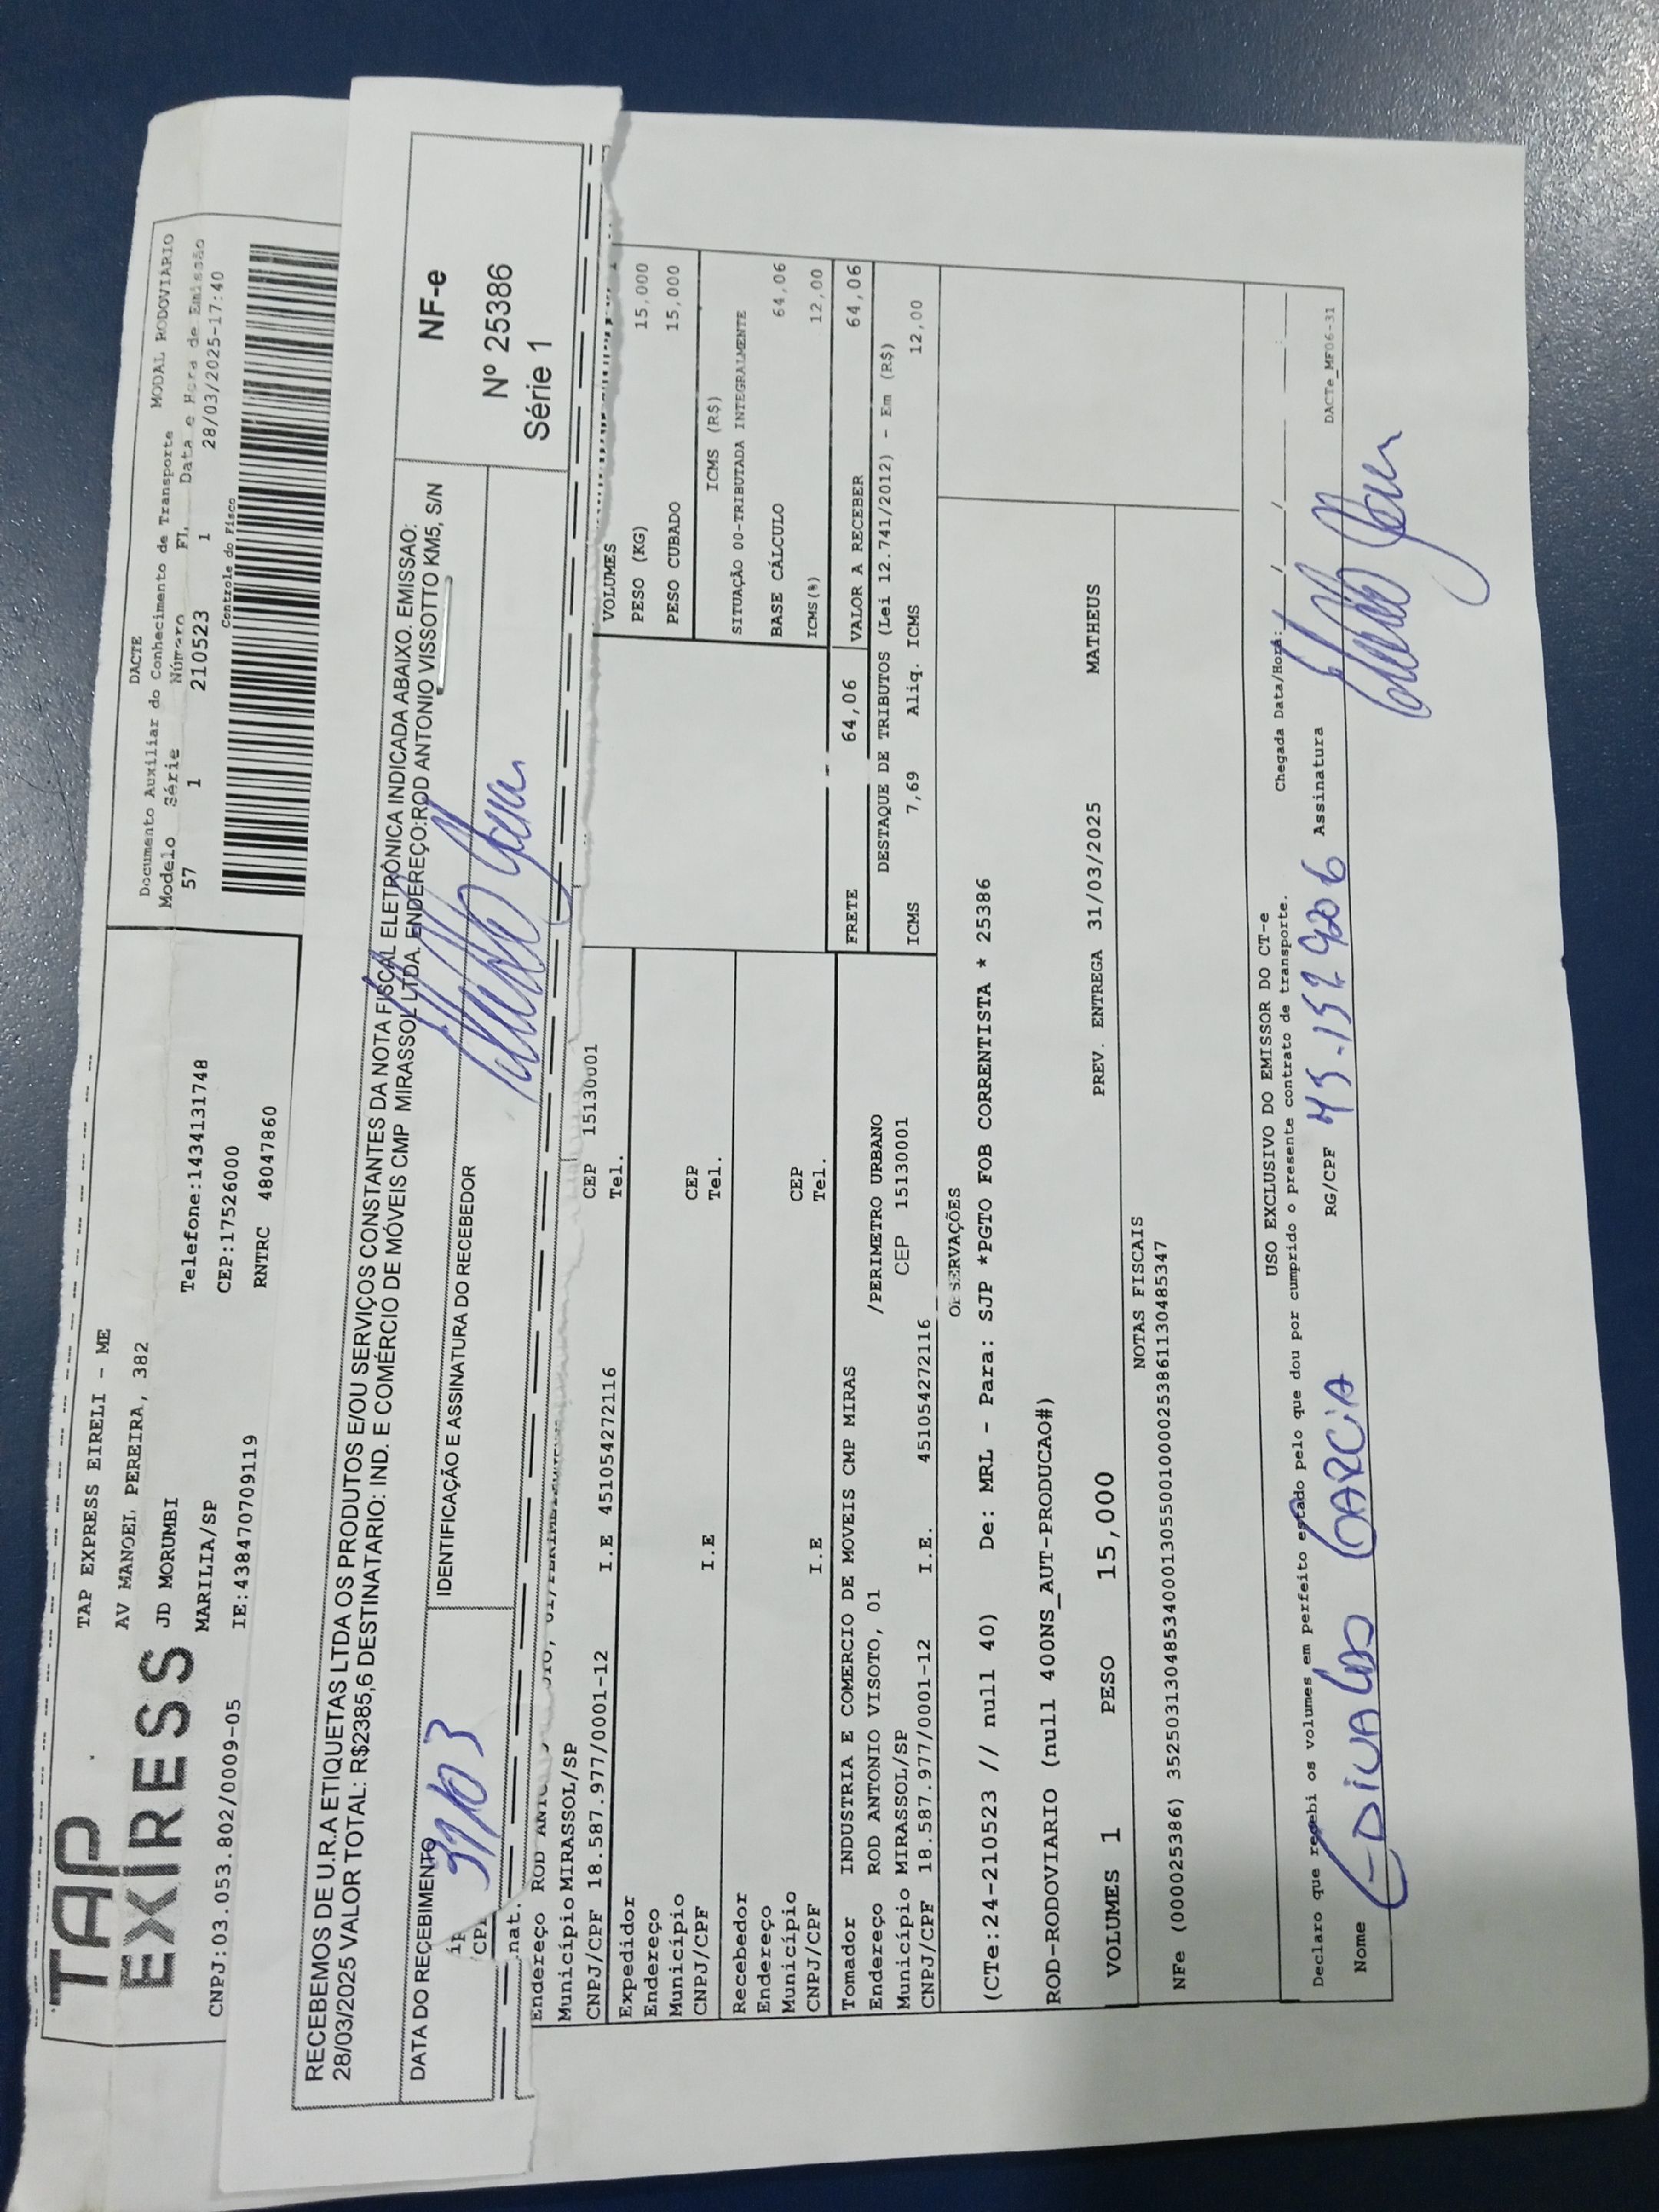 TAP
EXPRESS
TAP EXPRESS EIRELI - ME
AV MANOEL PEREIRA, 382
JD MORUMBI
MARILIA/SP
Telefone:1434131748
CEP:17526000
CNPJ:03.053.802/0009-05 IE:438470709119 RNTRC 48047860
DACTE
Documento Auxiliar do Conhecimento de Transporte MODAL RODOVIARIO
Modelo Série Número Fl. Data e Hora de Emissão
57 1 210523 1 28/03/2025-17:40
Controle do Fisco
RECEBEMOS DE U.R.A ETIQUETAS LTDA OS PRODUTOS E/OU SERVIÇOS CONSTANTES DA NOTA FISCAL ELETRÔNICA INDICADA ABAIXO. EMISSAO:
28/03/2025 VALOR TOTAL: R$2385,6 DESTINATARIO: IND. E COMÉRCIO DE MÓVEIS CMP MIRASSOL LTDA. ENDEREÇO:ROD ANTONIO VISSOTTO KM5, S/N
DATA DO RECEBIMENTO IDENTIFICAÇÃO E ASSINATURA DO RECEBEDOR
31/03
NF-e
Nº 25386
Série 1
nat.
Endereço ROD
Município MIRASSOL/SP CEP 15130001
CNPJ/CPF 18.587.977/0001-12 I.E 451054272116 Tel.
Expedidor
Endereço
Município CEP
CNPJ/CPF I.E Tel.
Recebedor
Endereço
Município CEP
CNPJ/CPF I.E Tel.
VOLUMES
PESO (KG) 15,000
PESO CUBADO 15,000
ICMS (R$)
SITUAÇÃO 00-TRIBUTADA INTEGRALMENTE
BASE CÁLCULO 64,06
ICMS(%) 12,00
Tomador INDUSTRIA E COMERCIO DE MOVEIS CMP MIRAS
Endereço ROD ANTONIO VISOTO, 01 /PERIMETRO URBANO
Município MIRASSOL/SP CEP 15130001
CNPJ/CPF 18.587.977/0001-12 I.E. 451054272116
FRETE 64,06 VALOR A RECEBER 64,06
DESTAQUE DE TRIBUTOS (Lei 12.741/2012) - Em (R$)
ICMS 7,69 Aliq. ICMS 12,00
OBSERVAÇÕES
(CTe:24-210523 // null 40) De: MRL - Para: SJP *PGTO FOB CORRENTISTA * 25386
ROD-RODOVIARIO (null 400NS_AUT-PRODUCAO#)
VOLUMES 1 PESO 15,000 PREV. ENTREGA 31/03/2025 MATHEUS
NOTAS FISCAIS
NFe (000025386) 35250313048534000130550010000253861130485347
USO EXCLUSIVO DO EMISSOR DO CT-e
Declaro que recebi os volumes em perfeito estado pelo que dou por cumprido o presente contrato de transporte. Chegada Data/Hora: / /
Nome EDIVALDO GARCIA RG/CPF 45.152 920 6 Assinatura
DACTe_MF06-31